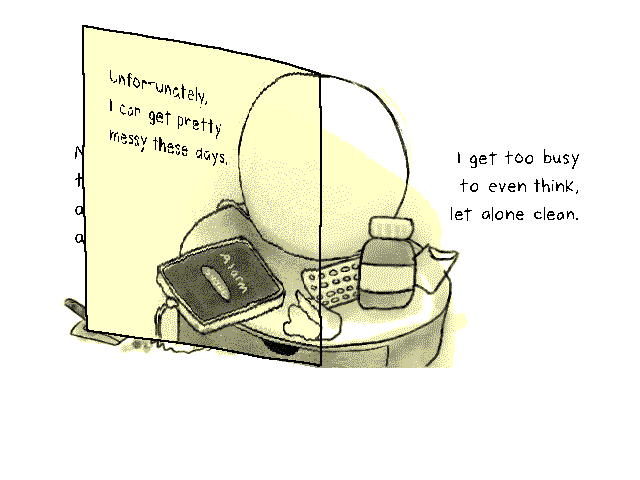 Unfortunately,
I can get pretty
messy these days.
N
t
a
a
Alarm
I get too busy
to even think,
let alone clean.